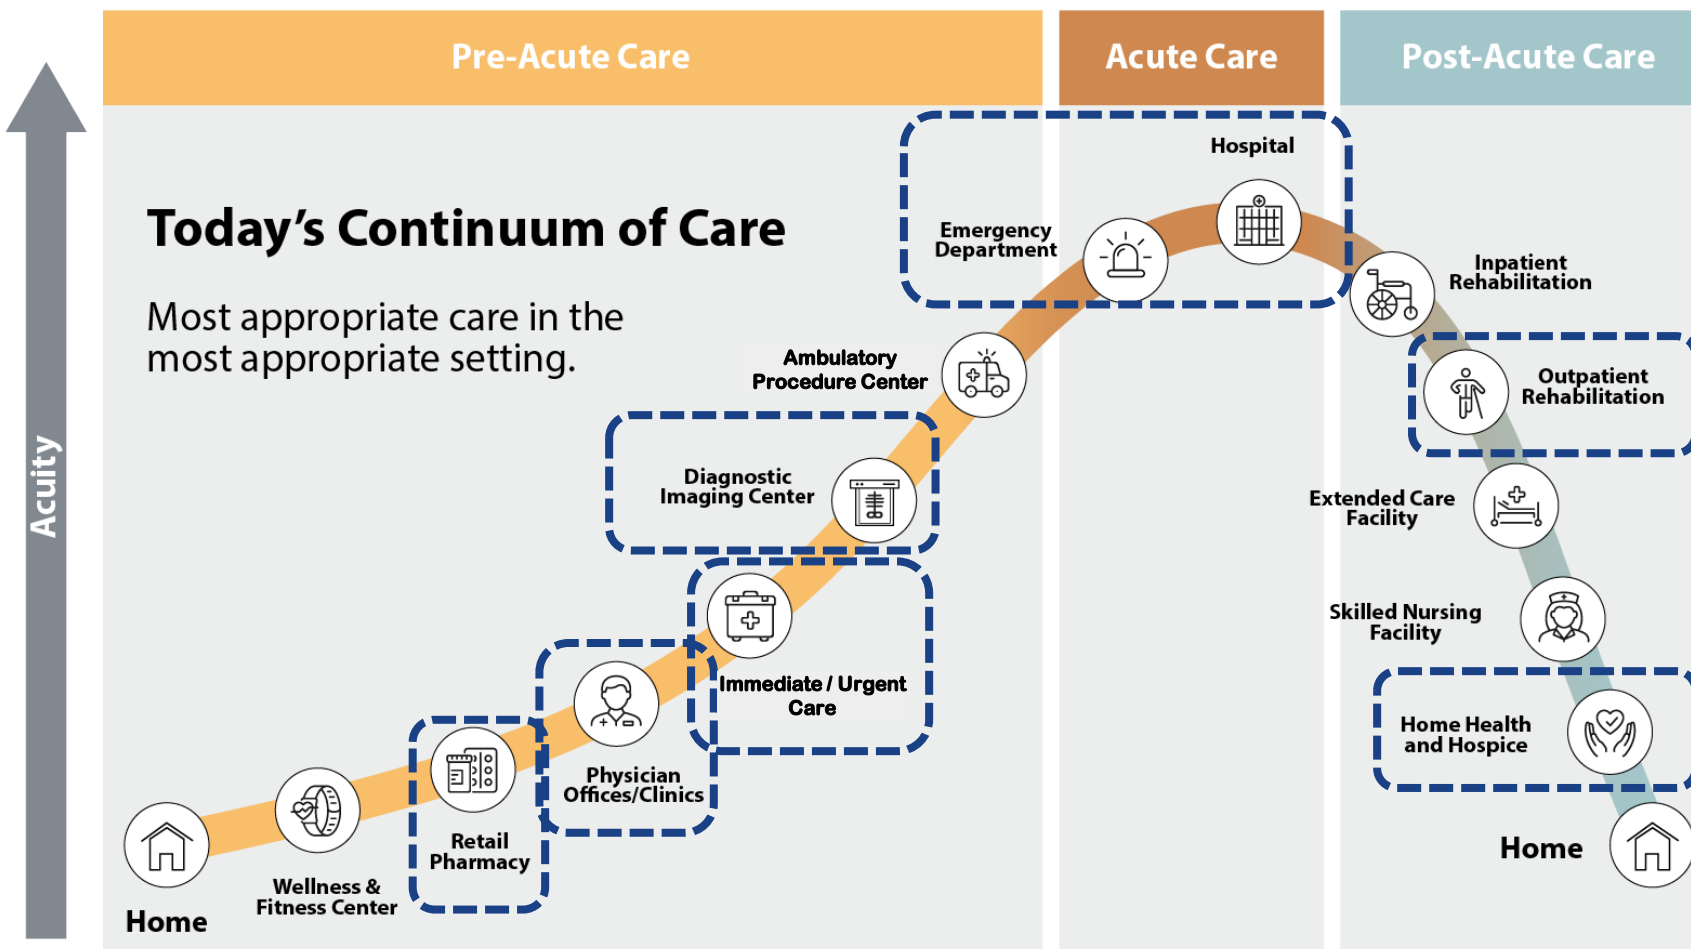 Pre-Acute Care
Acute Care
Post-Acute Care
Acuity
Today's Continuum of Care
Most appropriate care in the
most appropriate setting.
Home
Wellness &
Fitness Center
Retail
Pharmacy
Physician
Offices/Clinics
Immediate / Urgent
Care
Diagnostic
Imaging Center
Ambulatory
Procedure Center
Emergency
Department
Hospital
Inpatient
Rehabilitation
Outpatient
Rehabilitation
Extended Care
Facility
Skilled Nursing
Facility
Home Health
and Hospice
Home